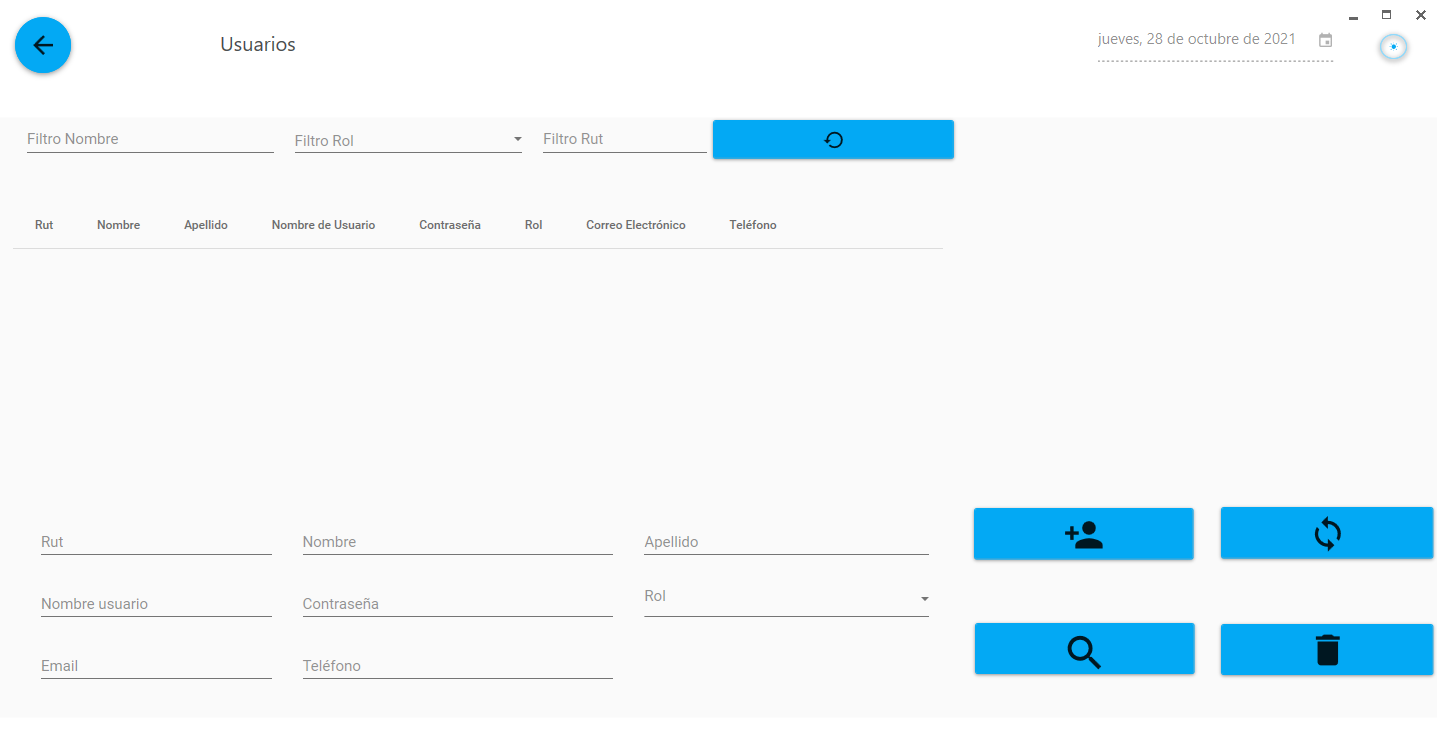 Usuarios
jueves, 28 de octubre de 2021
Filtro Nombre Filtro Rol Filtro Rut
Rut Nombre Apellido Nombre de Usuario Contraseña Rol Correo Electrónico Teléfono
Rut Nombre Apellido
Nombre usuario Contraseña Rol
Email Teléfono